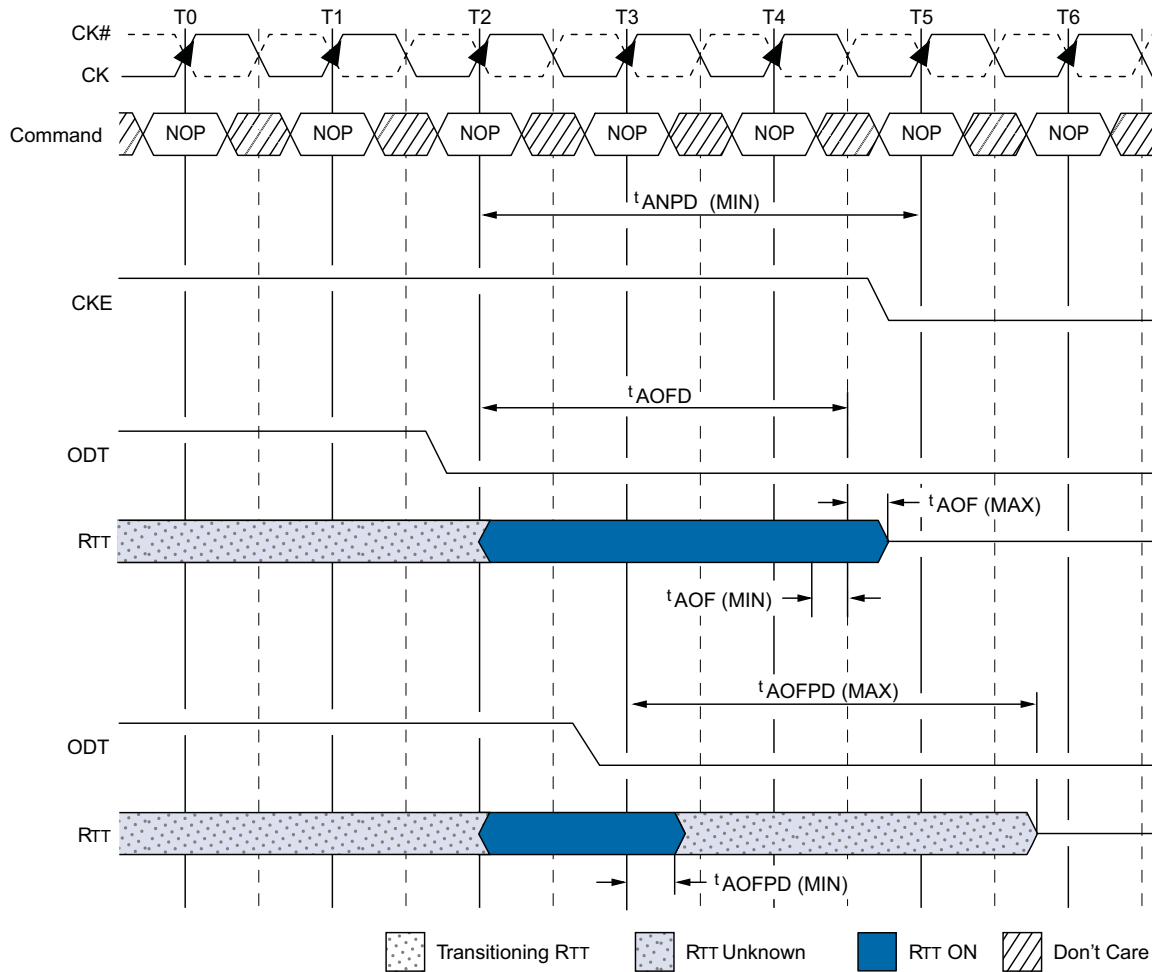 T0 T1 T2 T3 T4 T5 T6
CK#
CK
Command NOP NOP NOP NOP NOP NOP NOP
tANPD (MIN)
CKE
tAOFD
ODT
tAOF (MAX)
RTT
tAOF (MIN)
tAOFPD (MAX)
ODT
RTT
tAOFPD (MIN)
Transitioning RTT RTT Unknown RTT ON Don't Care